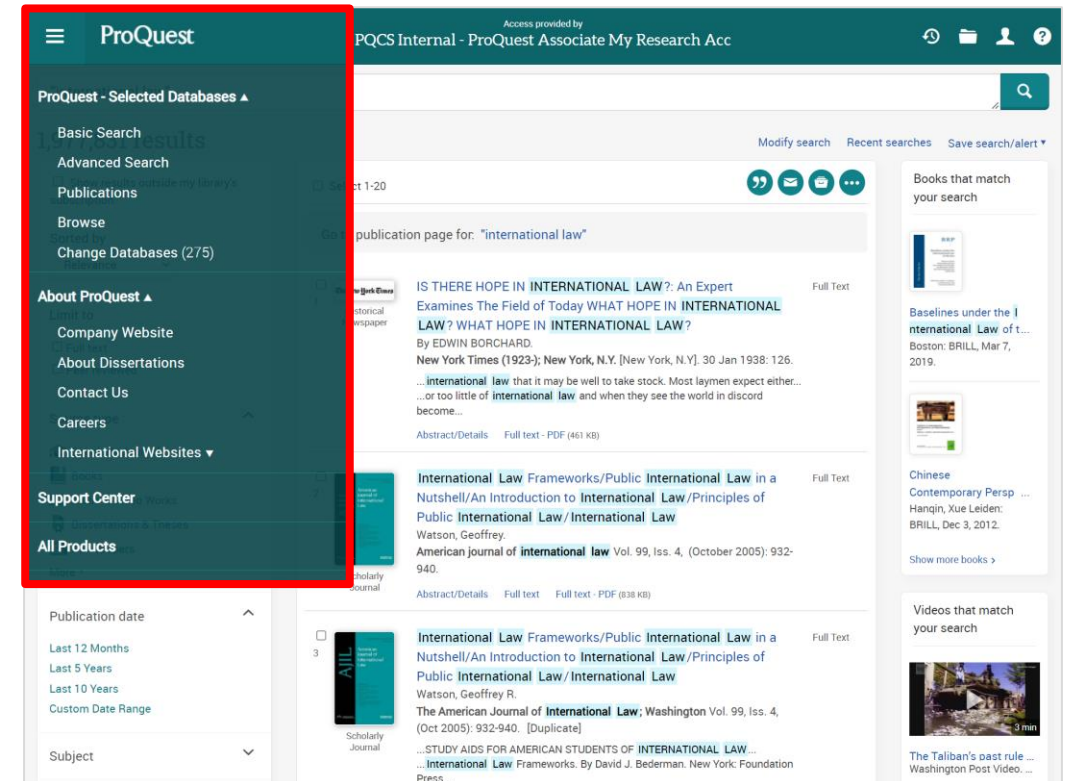 ProQuest
Access provided by
PQCS Internal - ProQuest Associate My Research Acc
ProQuest - Selected Databases ▲
Basic Search
Advanced Search
Publications
Browse
Change Databases (275)
About ProQuest ▲
Company Website
About Dissertations
Contact Us
Careers
International Websites ▼
Support Center
All Products
Publication date
Last 12 Months
Last 5 Years
Last 10 Years
Custom Date Range
Subject
Modify search Recent searches Save search/alert ▼
Select 1-20
Go to publication page for: "international law"
1
Historical
Newspaper
IS THERE HOPE IN INTERNATIONAL LAW?: An Expert
Examines The Field of Today WHAT HOPE IN INTERNATIONAL
LAW? WHAT HOPE IN INTERNATIONAL LAW?
Full Text
By EDWIN BORCHARD.
New York Times (1923-); New York, N.Y. [New York, N.Y]. 30 Jan 1938: 126.
...international law that it may be well to take stock. Most laymen expect either...
...or too little of international law and when they see the world in discord
become...
Abstract/Details Full text - PDF (461 KB)
Scholarly
Journal
International Law Frameworks/Public International Law in a
Nutshell/An Introduction to International Law/Principles of
Public International Law/International Law
Full Text
Watson, Geoffrey.
American journal of international law Vol. 99, Iss. 4, (October 2005): 932-
940.
Abstract/Details Full text Full text - PDF (838 KB)
3
AJIL
Scholarly
Journal
International Law Frameworks/Public International Law in a
Nutshell/An Introduction to International Law/Principles of
Public International Law/International Law
Full Text
Watson, Geoffrey R.
The American Journal of International Law; Washington Vol. 99, Iss. 4,
(Oct 2005): 932-940. [Duplicate]
...STUDY AIDS FOR AMERICAN STUDENTS OF INTERNATIONAL LAW...
...International Law Frameworks. By David J. Bederman. New York: Foundation
Press
Books that match
your search
Baselines under the I
nternational Law of t...
Boston: BRILL, Mar 7,
2019.
Chinese
Contemporary Persp ...
Hanqin, Xue Leiden:
BRILL, Dec 3, 2012.
Show more books >
Videos that match
your search
3 min
The Taliban's past rule ...
Washington Post Video. ...